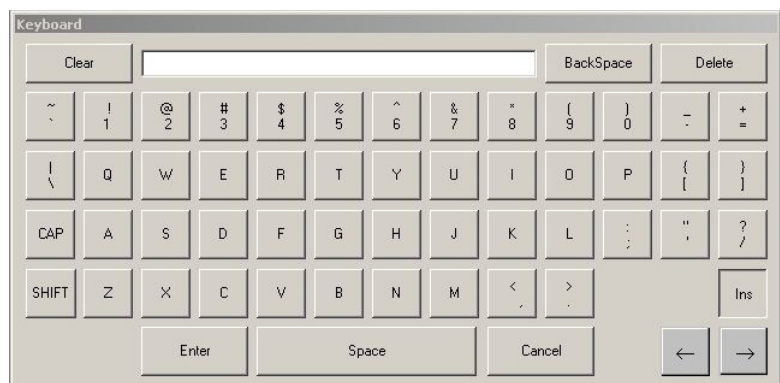 Keyboard
Clear BackSpace Delete
~ ! @ # $ % ^ & * ( ) _ +
` 1 2 3 4 5 6 7 8 9 0 - =
| Q W E R T Y U I O P { }
\ [ ]
CAP A S D F G H J K L : " ?
; ' /
SHIFT Z X C V B N M < > Ins
, .
Enter Space Cancel ← →